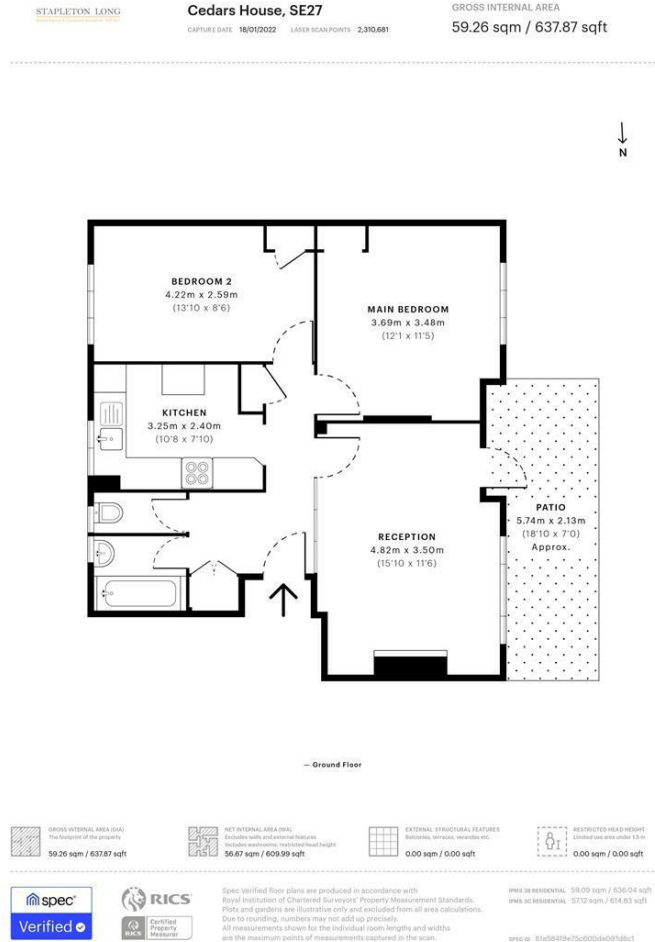 STAPLETON LONG
Cedars House, SE27
CAPTURE DATE 18/01/2022 LASER SCAN POINTS 2,310,681
GROSS INTERNAL AREA
59.26 sqm / 637.87 sqft
N
BEDROOM 2
4.22m x 2.59m
(13'10 x 8'6)
MAIN BEDROOM
3.69m x 3.48m
(12'1 x 11'5)
KITCHEN
3.25m x 2.40m
(10'8 x 7'10)
RECEPTION
4.82m x 3.50m
(15'10 x 11'6)
PATIO
5.74m x 2.13m
(18'10 x 7'0)
Approx.
— Ground Floor
GROSS INTERNAL AREA (GIA)
The footprint of the property
59.26 sqm / 637.87 sqft
NET INTERNAL AREA (NIA)
Excludes walls and external features
Includes washrooms, restricted head height
56.67 sqm / 609.99 sqft
EXTERNAL STRUCTURAL FEATURES
Balconies, terraces, verandas etc.
0.00 sqm / 0.00 sqft
RESTRICTED HEAD HEIGHT
Limited use area under 1.5 m
0.00 sqm / 0.00 sqft
spec
Verified
RICS
RICS
Certified
Property
Measurer
Spec Verified floor plans are produced in accordance with
Royal Institution of Chartered Surveyors' Property Measurement Standards.
Plots and gardens are illustrative only and excluded from all area calculations.
Due to rounding, numbers may not add up precisely.
All measurements shown for the individual room lengths and widths
are the maximum points of measurements captured in the scan.
IPMS 3B RESIDENTIAL 59.09 sqm / 636.04 sqft
IPMS 3C RESIDENTIAL 57.12 sqm / 614.83 sqft
SPEC ID